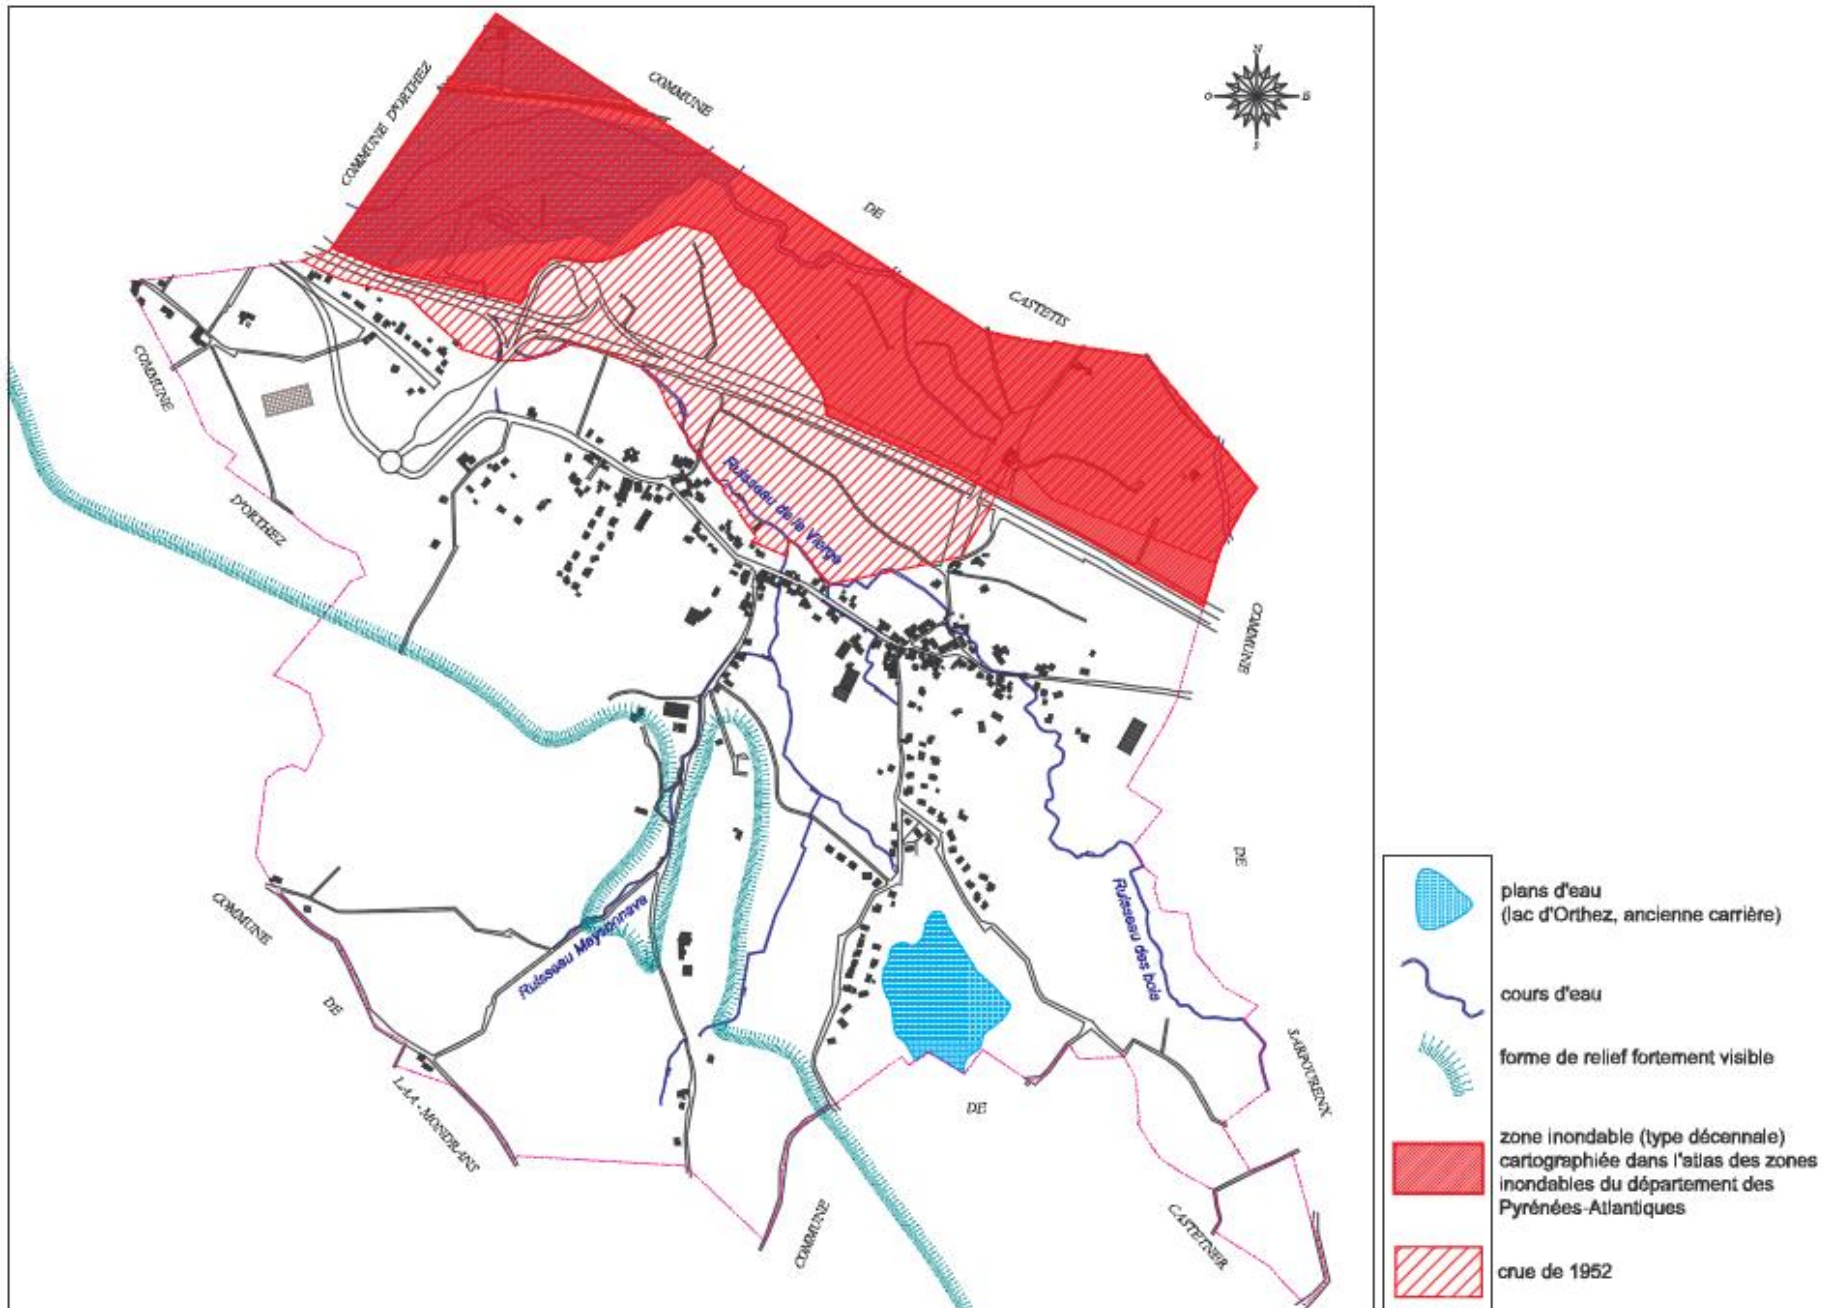 N
O
E
S
COMMUNE D'ORTHEZ
COMMUNE
DE
CASTETIS
COMMUNE
D'ORTHEZ
Ruisseau de la Vierge
COMMUNE
DE
SARPOURENX
Ruisseau des bois
Ruisseau Maysonnave
COMMUNE
DE
LAA - MONDRANS
COMMUNE
DE
CASTETNER
plans d'eau
(lac d'Orthez, ancienne carrière)
cours d'eau
forme de relief fortement visible
zone inondable (type décennale)
cartographiée dans l'atlas des zones
inondables du département des
Pyrénées-Atlantiques
crue de 1952